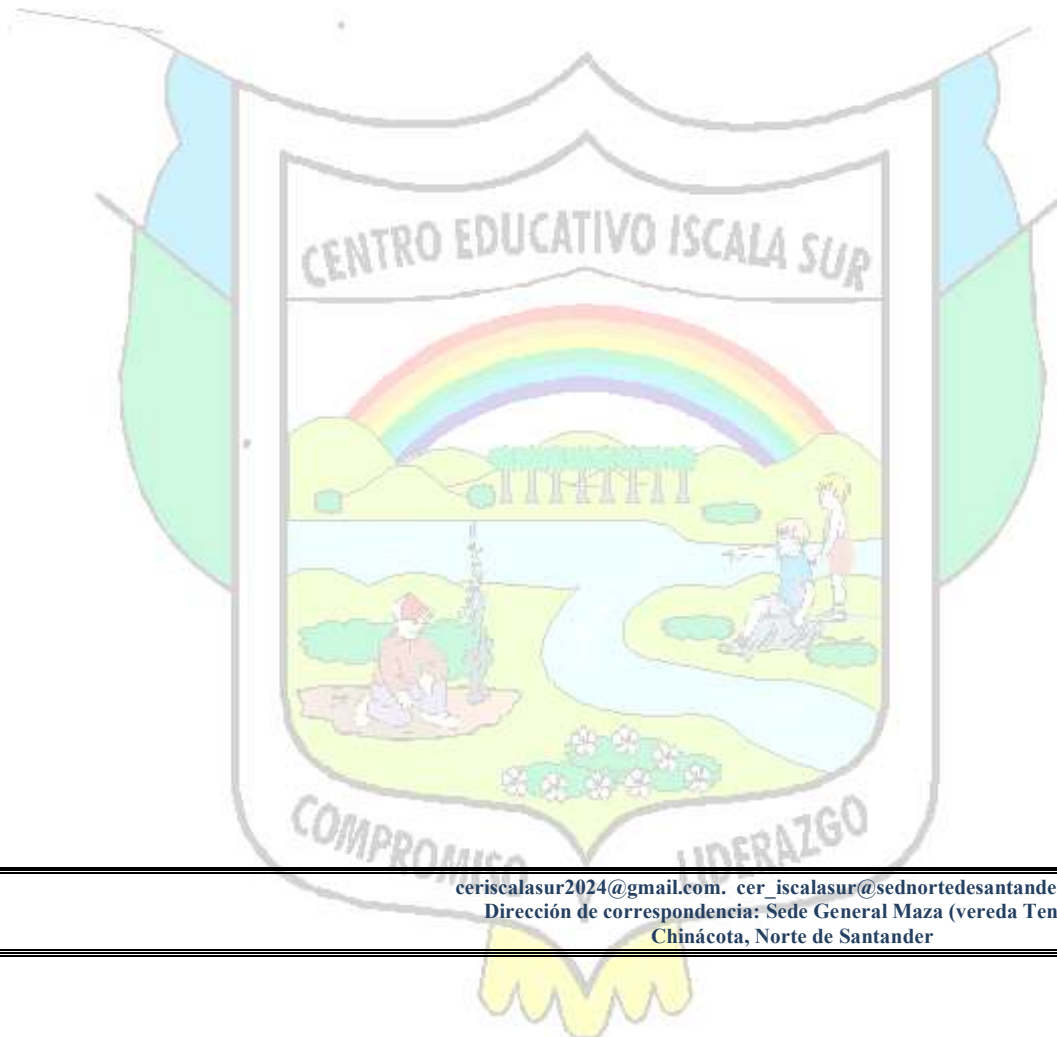 CENTRO EDUCATIVO ISCALA SUR
COMPROMISO LIDERAZGO
ceriscalasur2024@gmail.com. cer_iscalasur@sednortedesantande
Dirección de correspondencia: Sede General Maza (vereda Ten
Chinácota, Norte de Santander